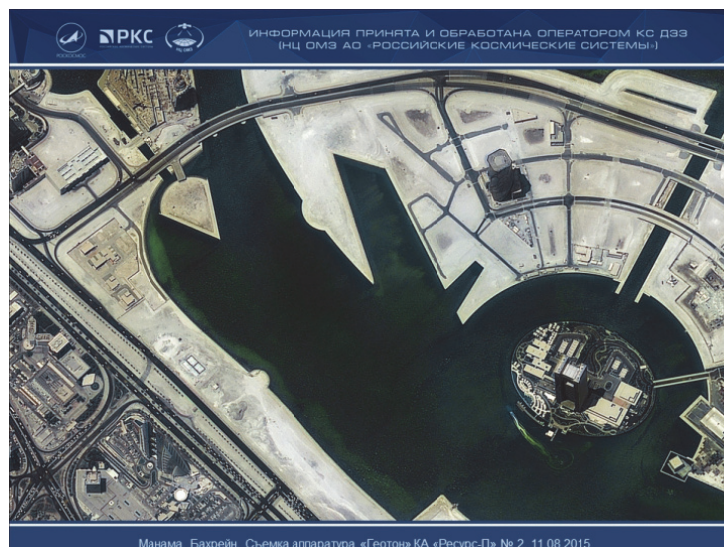 РОСКОСМОС
РКС
ИНФОРМАЦИЯ ПРИНЯТА И ОБРАБОТАНА ОПЕРАТОРОМ КС ДЗЗ
(НЦ ОМЗ АО «РОССИЙСКИЕ КОСМИЧЕСКИЕ СИСТЕМЫ»)
Манама, Бахрейн. Съемка аппаратура «Геотон» КА «Ресурс-П» № 2, 11.08.2015